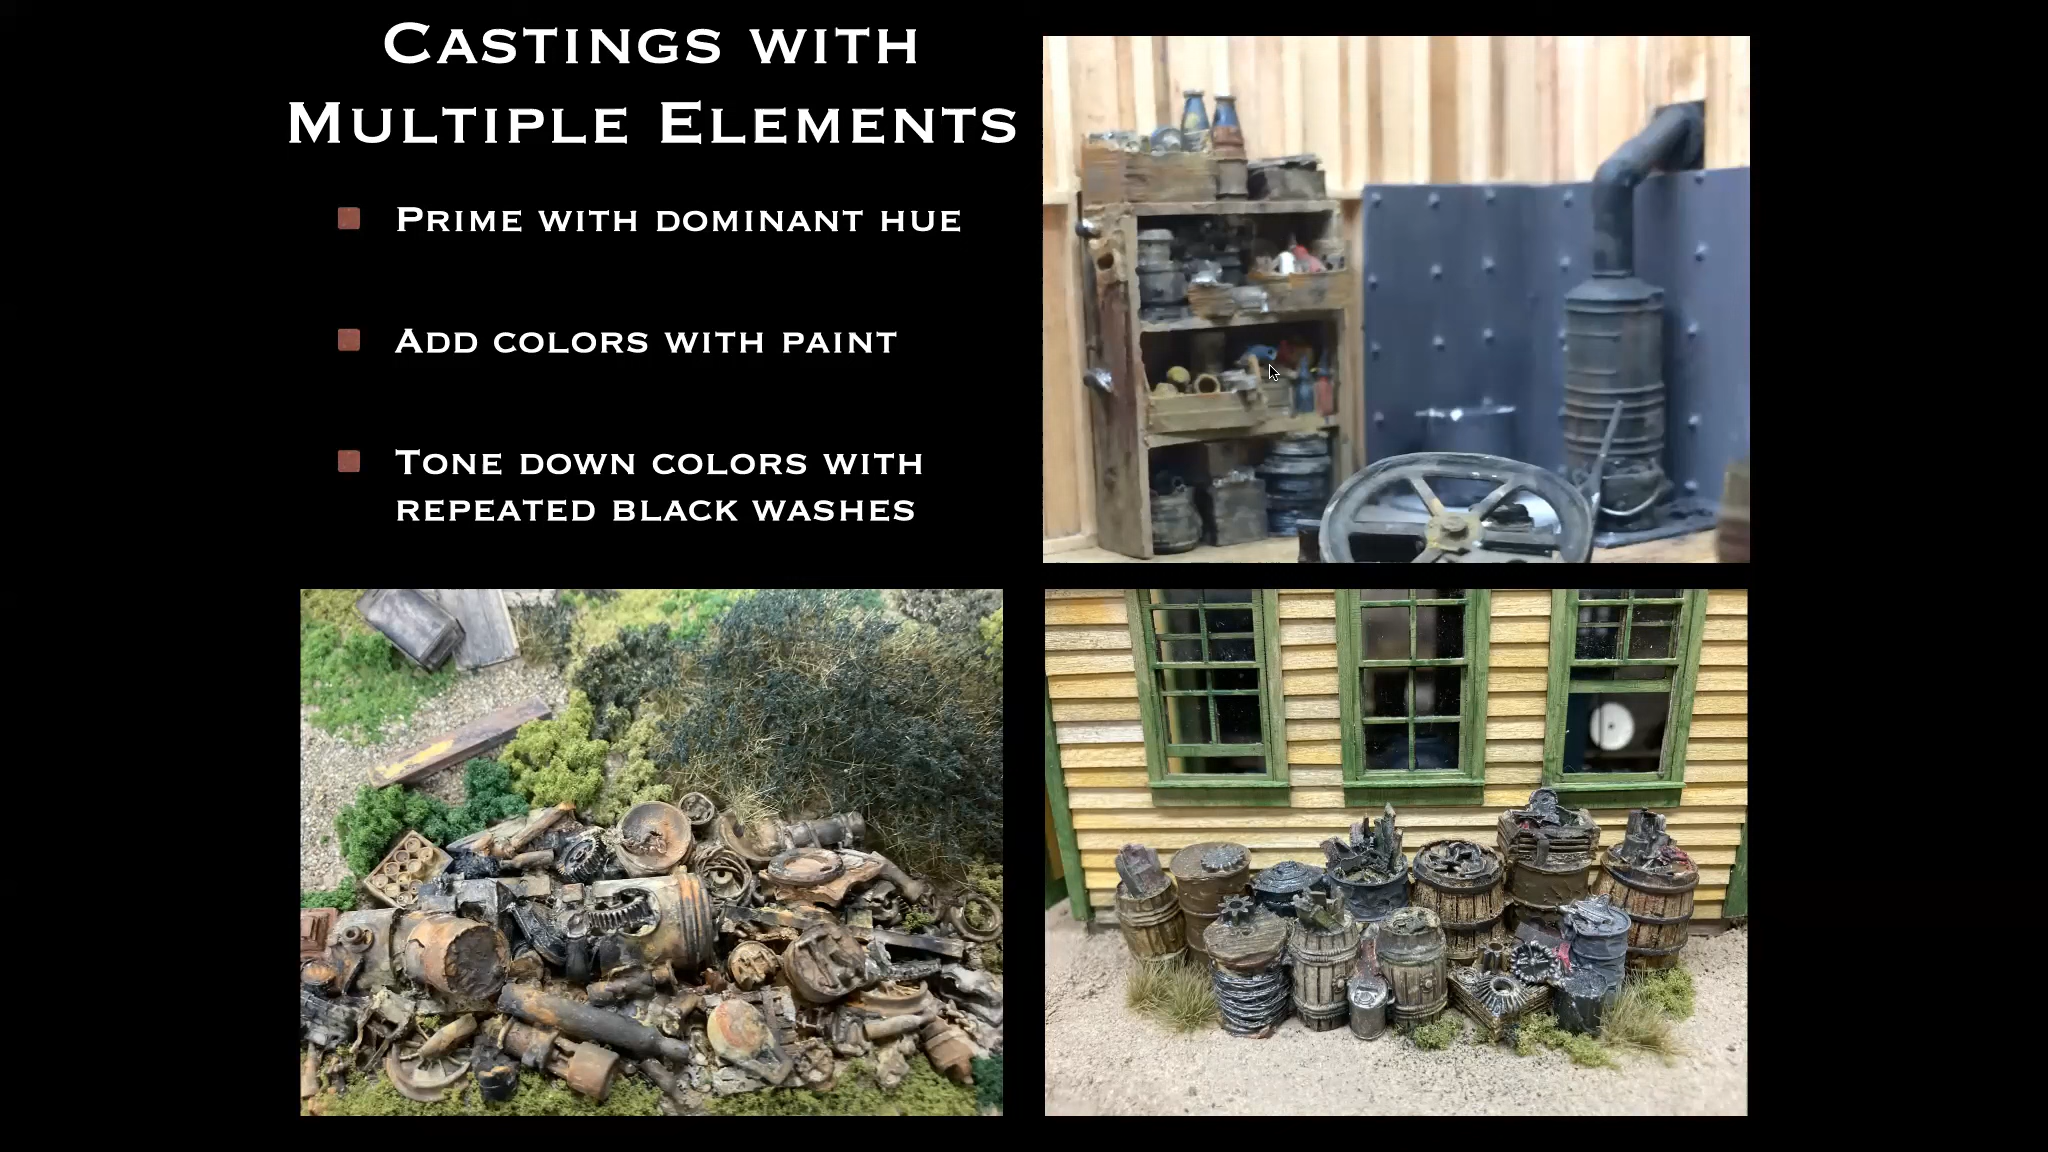 Castings with
Multiple Elements
Prime with dominant hue
Add colors with paint
Tone down colors with
repeated black washes